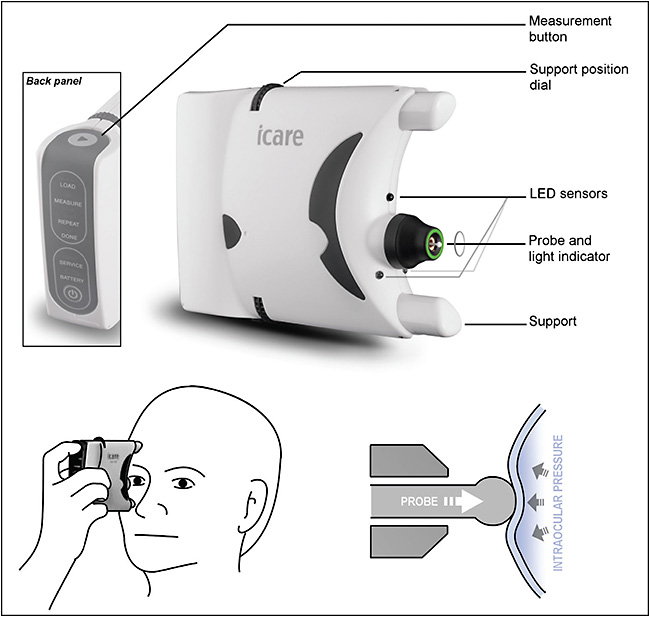 Measurement
button
Back panel
Support position
dial
icare
LOAD
MEASURE
REPEAT
DONE
SERVICE
BATTERY
LED sensors
Probe and
light indicator
Support
icare
PROBE
INTRAOCULAR PRESSURE